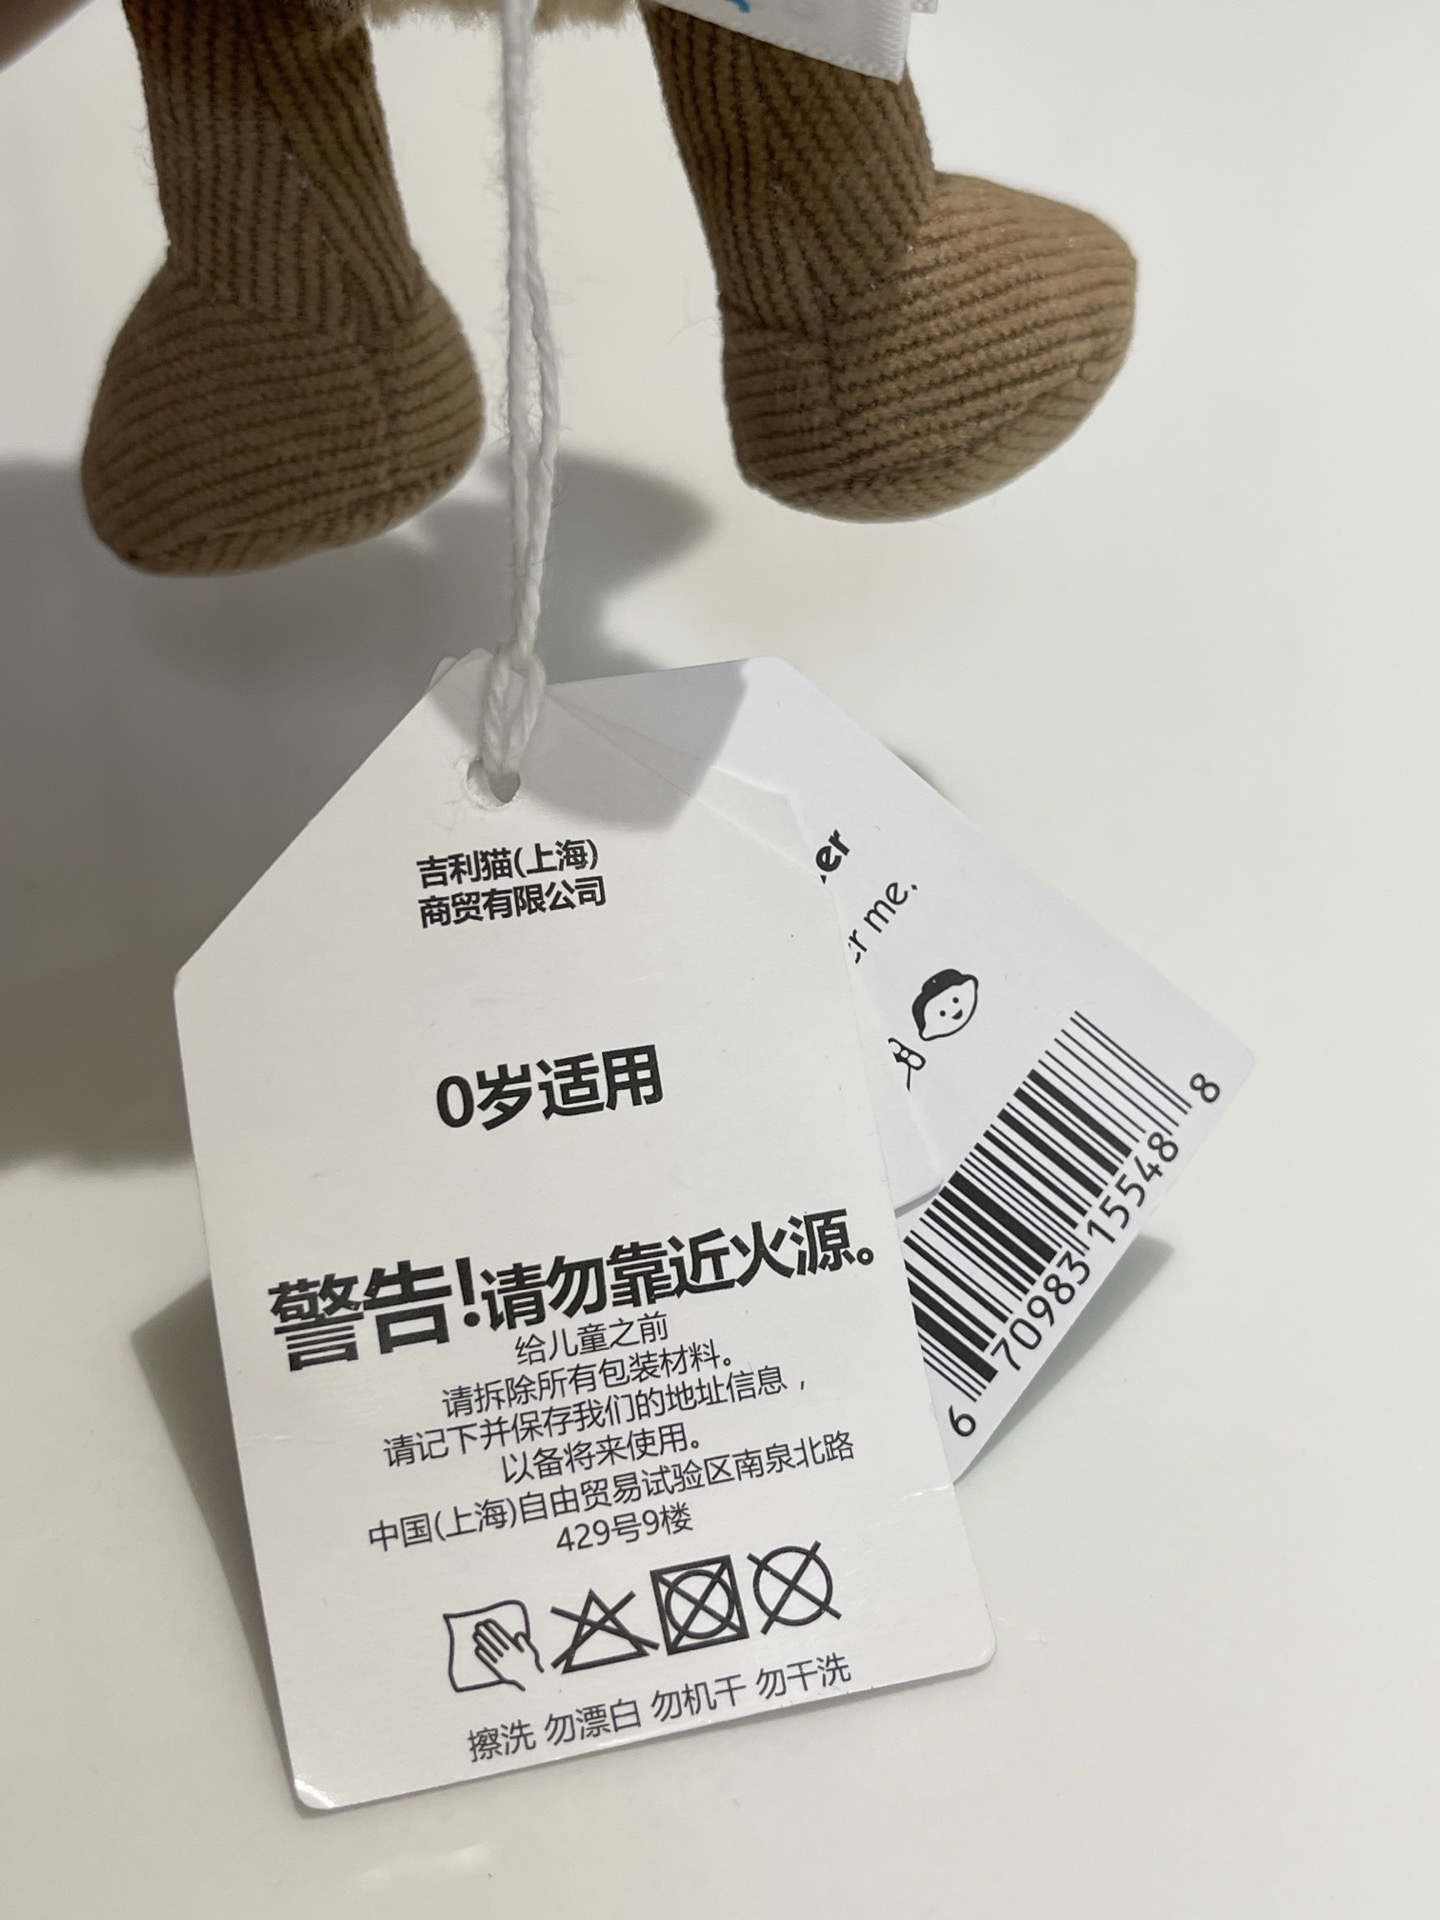 吉利猫(上海)
商贸有限公司
0岁适用
警告!请勿靠近火源。
给儿童之前
请拆除所有包装材料。
请记下并保存我们的地址信息，
以备将来使用。
中国(上海)自由贸易试验区南泉北路
429号9楼
擦洗 勿漂白 勿机干 勿干洗
er
er me.
6 70983 15548 8